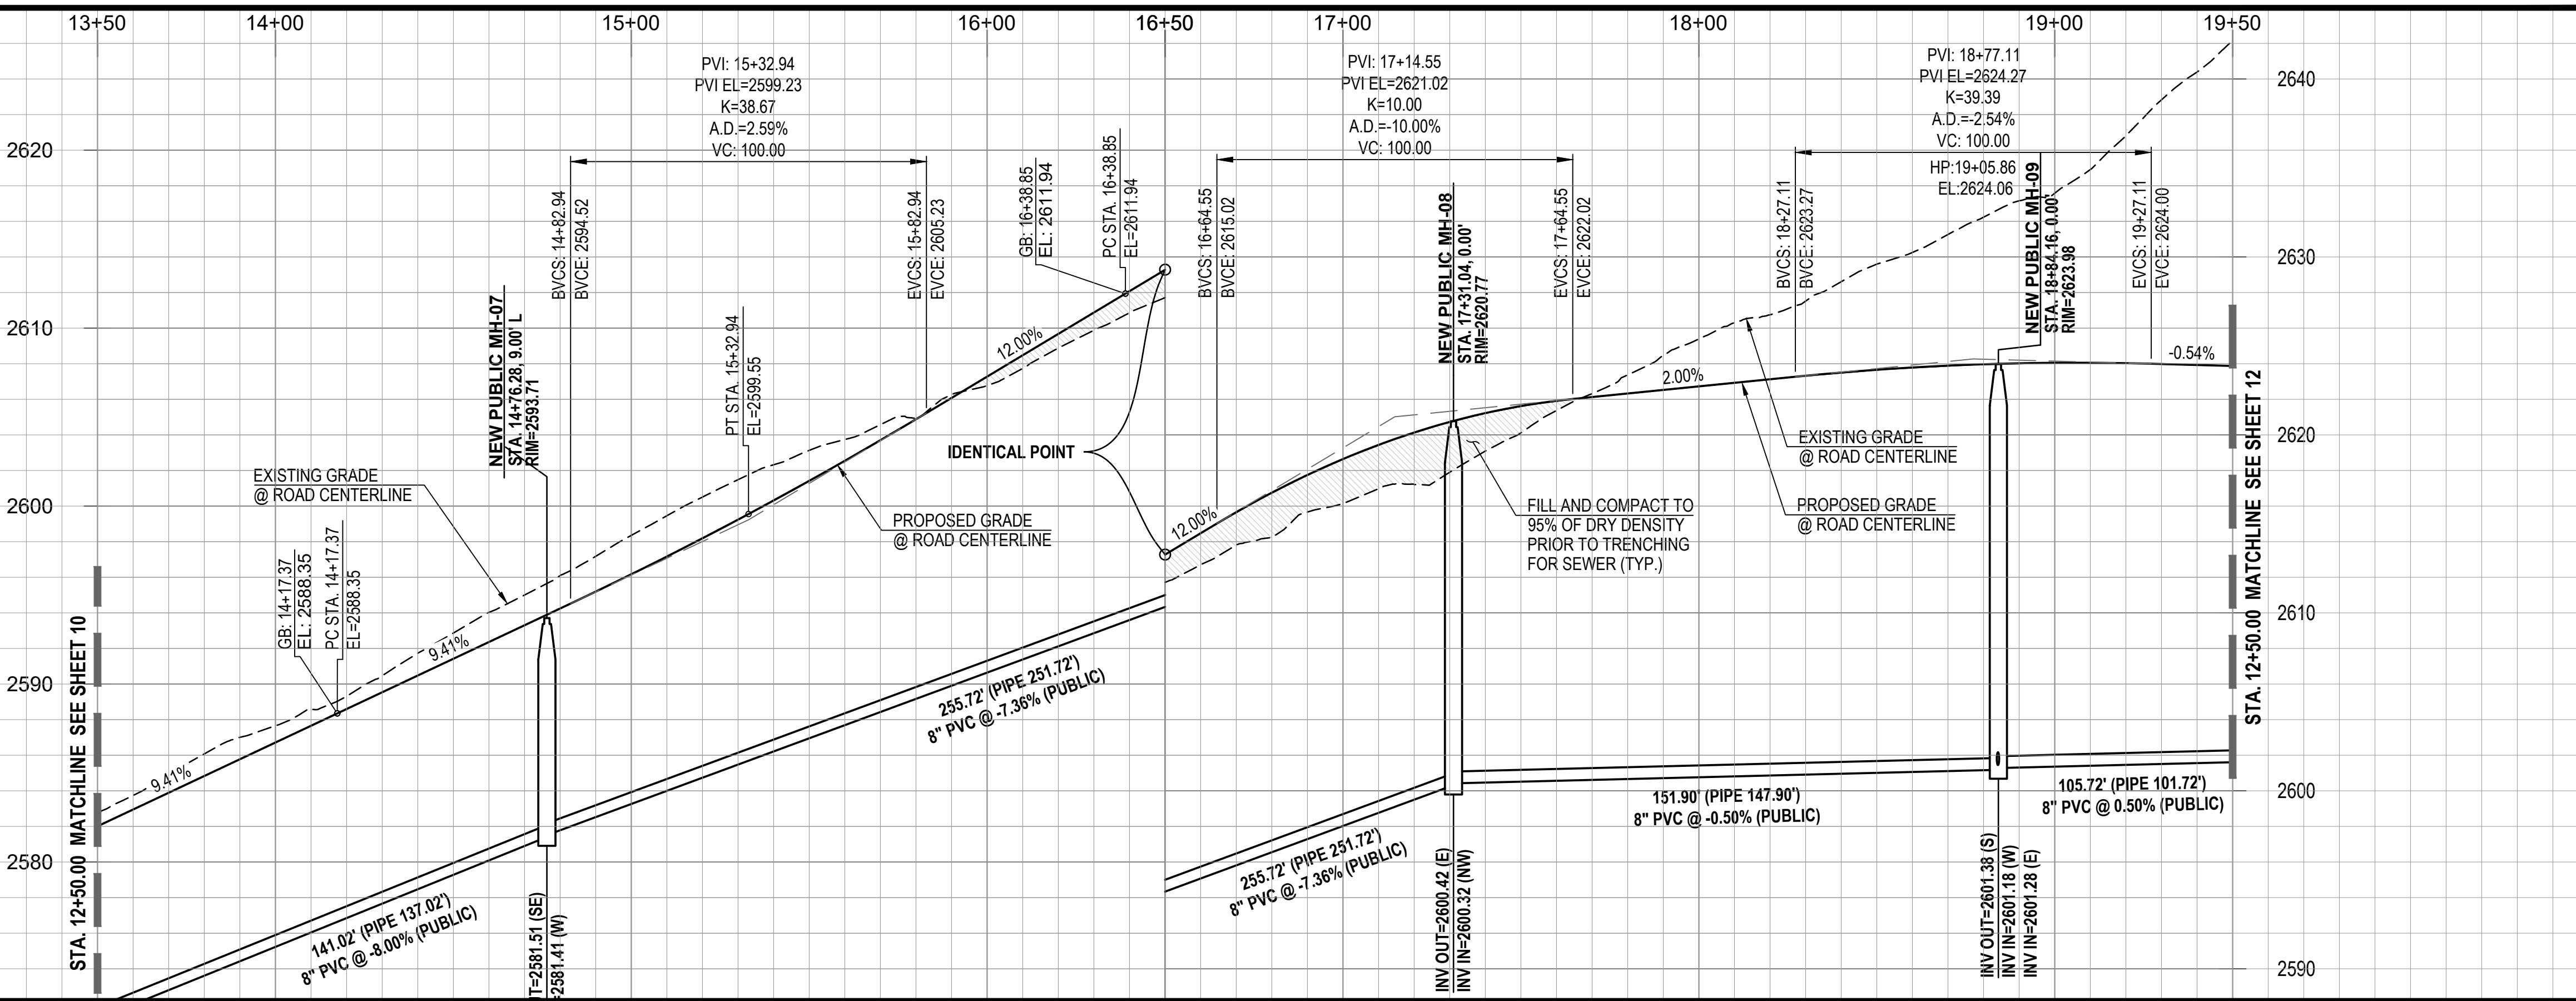 13+50
14+00
15+00
16+00
16+50
17+00
18+00
19+00
19+50
2620
2610
2600
2590
2580
2640
2630
2620
2610
2600
2590
STA. 12+50.00 MATCHLINE SEE SHEET 10
9.41%
EXISTING GRADE
@ ROAD CENTERLINE
GB: 14+17.37
EL: 2588.35
PC STA. 14+17.37
EL=2588.35
9.41%
NEW PUBLIC MH-07
STA. 14+76.28, 9.00' L
RIM=2593.71
BVCS: 14+82.94
BVCE: 2594.52
PVI: 15+32.94
PVI EL=2599.23
K=38.67
A.D.=2.59%
VC: 100.00
PT STA. 15+32.94
EL=2599.55
EVCS: 15+82.94
EVCE: 2605.23
PROPOSED GRADE
@ ROAD CENTERLINE
12.00%
GB: 16+38.85
EL: 2611.94
PC STA. 16+38.85
EL=2611.94
IDENTICAL POINT
141.02' (PIPE 137.02')
8" PVC @ -8.00% (PUBLIC)
UT=2581.51 (SE)
=2581.41 (W)
255.72' (PIPE 251.72')
8" PVC @ -7.36% (PUBLIC)
12.00%
BVCS: 16+64.55
BVCE: 2615.02
PVI: 17+14.55
PVI EL=2621.02
K=10.00
A.D.=-10.00%
VC: 100.00
NEW PUBLIC MH-08
STA. 17+31.04, 0.00'
RIM=2620.77
EVCS: 17+64.55
EVCE: 2622.02
FILL AND COMPACT TO
95% OF DRY DENSITY
PRIOR TO TRENCHING
FOR SEWER (TYP.)
2.00%
EXISTING GRADE
@ ROAD CENTERLINE
PROPOSED GRADE
@ ROAD CENTERLINE
BVCS: 18+27.11
BVCE: 2623.27
PVI: 18+77.11
PVI EL=2624.27
K=39.39
A.D.=-2.54%
VC: 100.00
HP:19+05.86
EL:2624.06
NEW PUBLIC MH-09
STA. 18+84.16, 0.00'
RIM=2623.98
EVCS: 19+27.11
EVCE: 2624.00
-0.54%
255.72' (PIPE 251.72')
8" PVC @ -7.36% (PUBLIC)
INV OUT=2600.42 (E)
INV IN=2600.32 (NW)
151.90' (PIPE 147.90')
8" PVC @ -0.50% (PUBLIC)
INV OUT=2601.38 (S)
INV IN=2601.18 (W)
INV IN=2601.28 (E)
105.72' (PIPE 101.72')
8" PVC @ 0.50% (PUBLIC)
STA. 12+50.00 MATCHLINE SEE SHEET 12